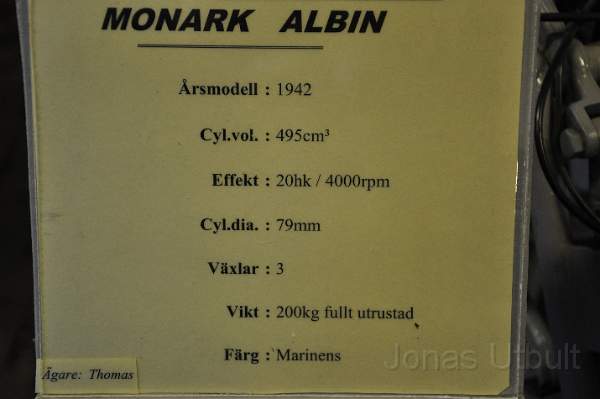 MONARK ALBIN
Årsmodell : 1942
Cyl.vol. : 495cm³
Effekt : 20hk / 4000rpm
Cyl.dia. : 79mm
Växlar : 3
Vikt : 200kg fullt utrustad
Färg : Marinens
Ägare: Thomas
Jonas Utbult